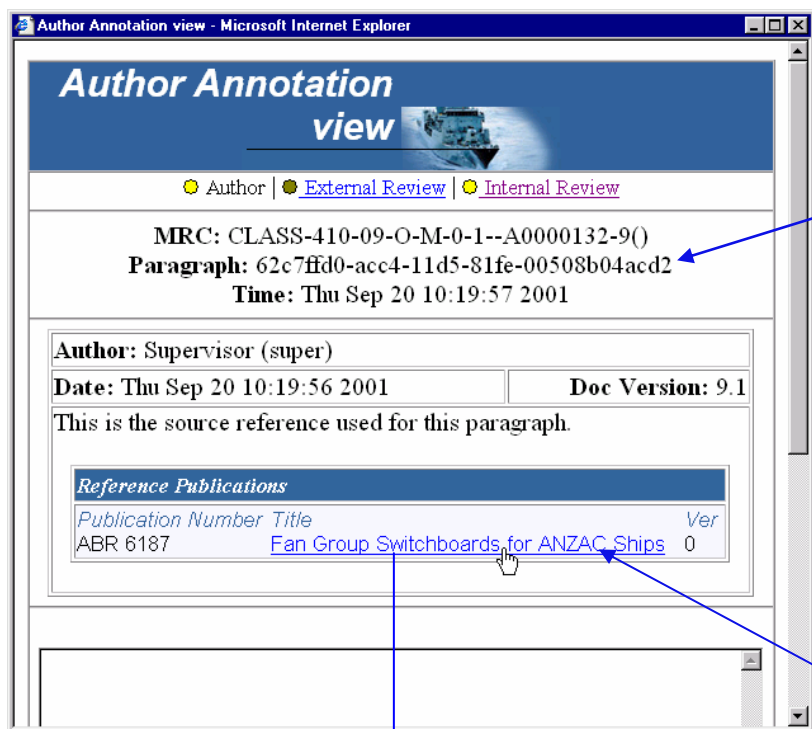 Author Annotation view - Microsoft Internet Explorer
Author Annotation
view
Author | External Review | Internal Review
MRC: CLASS-410-09-O-M-0-1--A0000132-9()
Paragraph: 62c7ffd0-acc4-11d5-81fe-00508b04acd2
Time: Thu Sep 20 10:19:57 2001
Author: Supervisor (super)
Date: Thu Sep 20 10:19:56 2001 Doc Version: 9.1
This is the source reference used for this paragraph.
Reference Publications
Publication Number Title Ver
ABR 6187 Fan Group Switchboards for ANZAC Ships 0